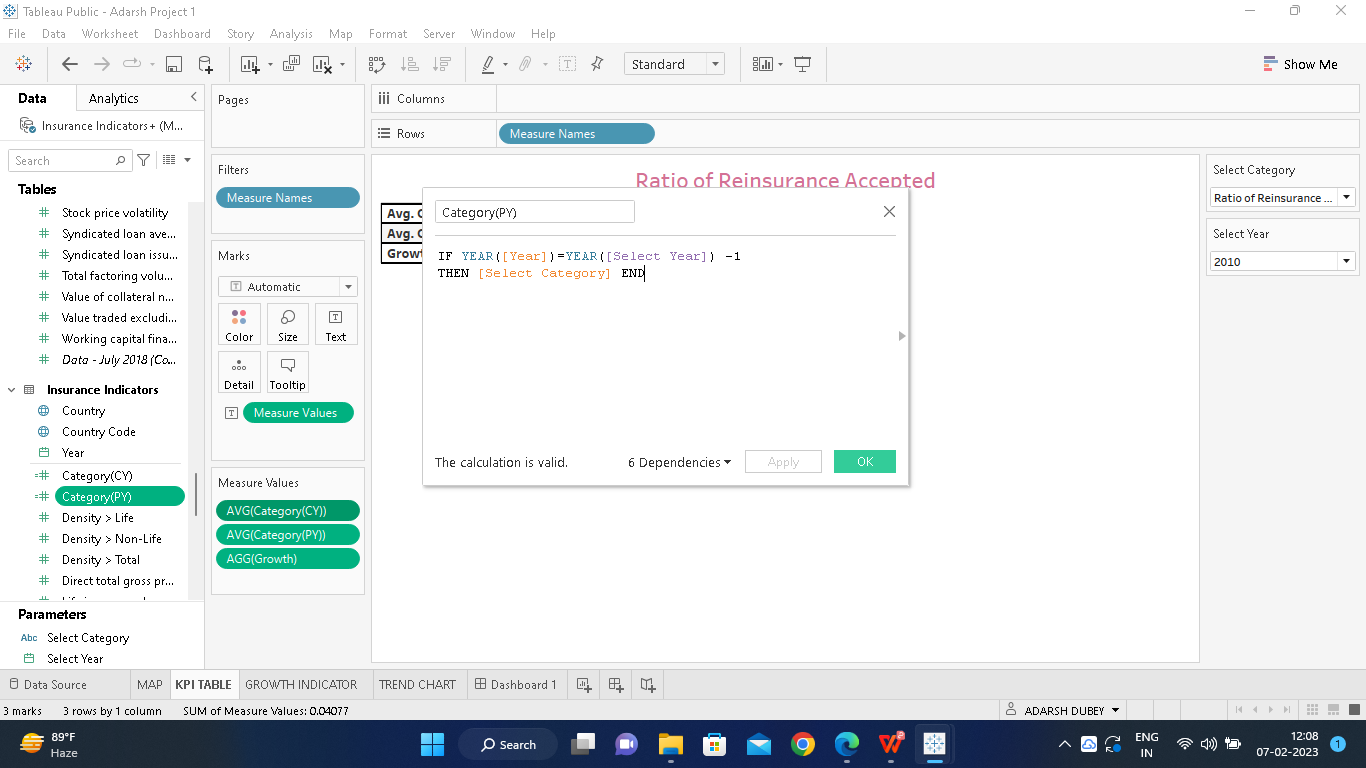 Tableau Public - Adarsh Project 1
File Data Worksheet Dashboard Story Analysis Map Format Server Window Help
Standard
Show Me
Data Analytics
Insurance Indicators+ (M...
Search
Tables
Stock price volatility
Syndicated loan ave...
Syndicated loan issu...
Total factoring volu...
Value of collateral n...
Value traded excludi...
Working capital fina...
Data - July 2018 (Co...
Insurance Indicators
Country
Country Code
Year
Category(CY)
Category(PY)
Density > Life
Density > Non-Life
Density > Total
Direct total gross pr...
Parameters
Abc Select Category
Select Year
Pages
Filters
Measure Names
Marks
Automatic
Color Size Text
Detail Tooltip
Measure Values
Measure Values
AVG(Category(CY))
AVG(Category(PY))
AGG(Growth)
Columns
Rows Measure Names
Ratio of Reinsurance Accepted
Avg. C
Avg. C
Growt
Category(PY)
IF YEAR([Year])=YEAR([Select Year]) -1
THEN [Select Category] END
The calculation is valid. 6 Dependencies Apply OK
Select Category
Ratio of Reinsurance ...
Select Year
2010
Data Source MAP KPI TABLE GROWTH INDICATOR TREND CHART Dashboard 1
3 marks 3 rows by 1 column SUM of Measure Values: 0.04077 ADARSH DUBEY
89°F
Haze
Search
ENG
IN
12:08
07-02-2023
1